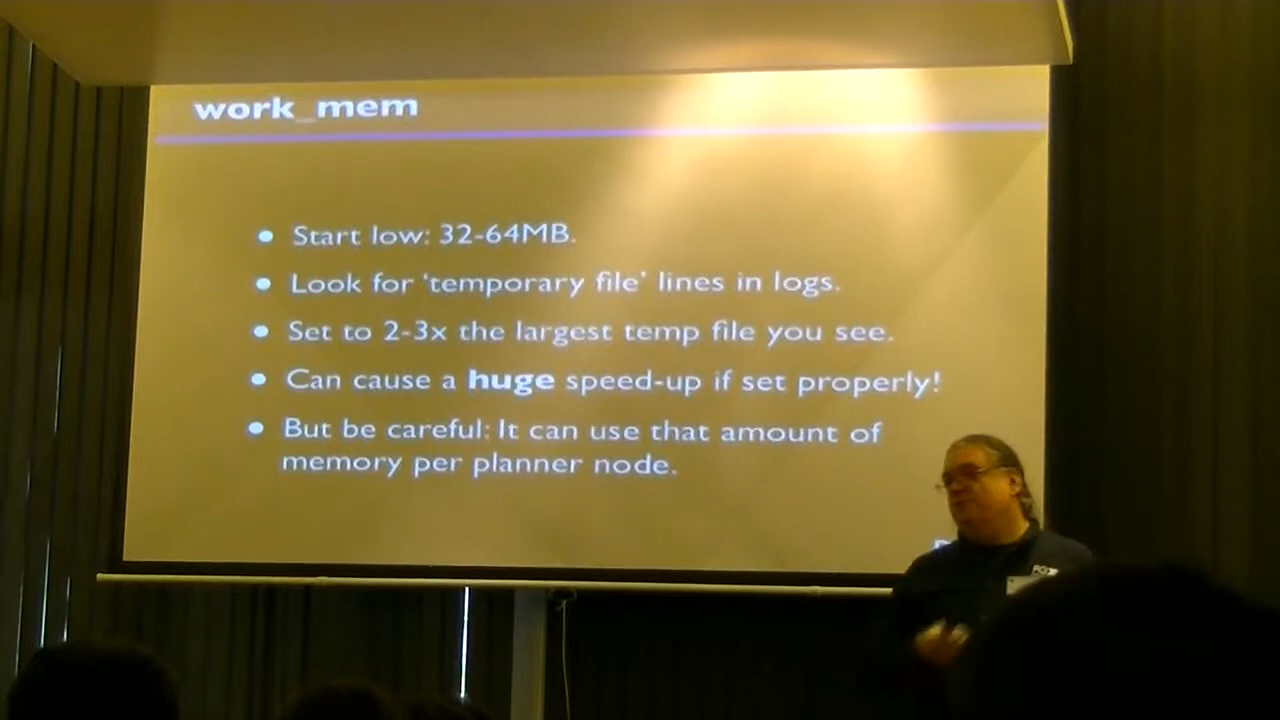 work_mem
• Start low: 32-64MB.
• Look for ‘temporary file’ lines in logs.
• Set to 2-3x the largest temp file you see.
• Can cause a huge speed-up if set properly!
• But be careful: It can use that amount of
memory per planner node.